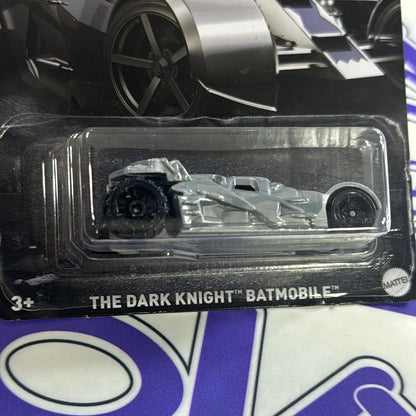 3+
THE DARK KNIGHT™ BATMOBILE™
MATTEL